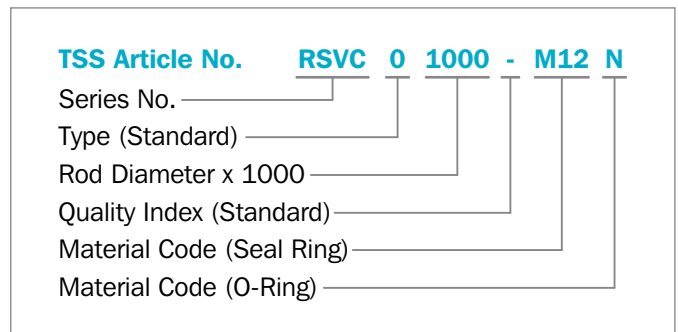 TSS Article No. RSVC 0 1000 - M12 N
Series No.
Type (Standard)
Rod Diameter x 1000
Quality Index (Standard)
Material Code (Seal Ring)
Material Code (O-Ring)